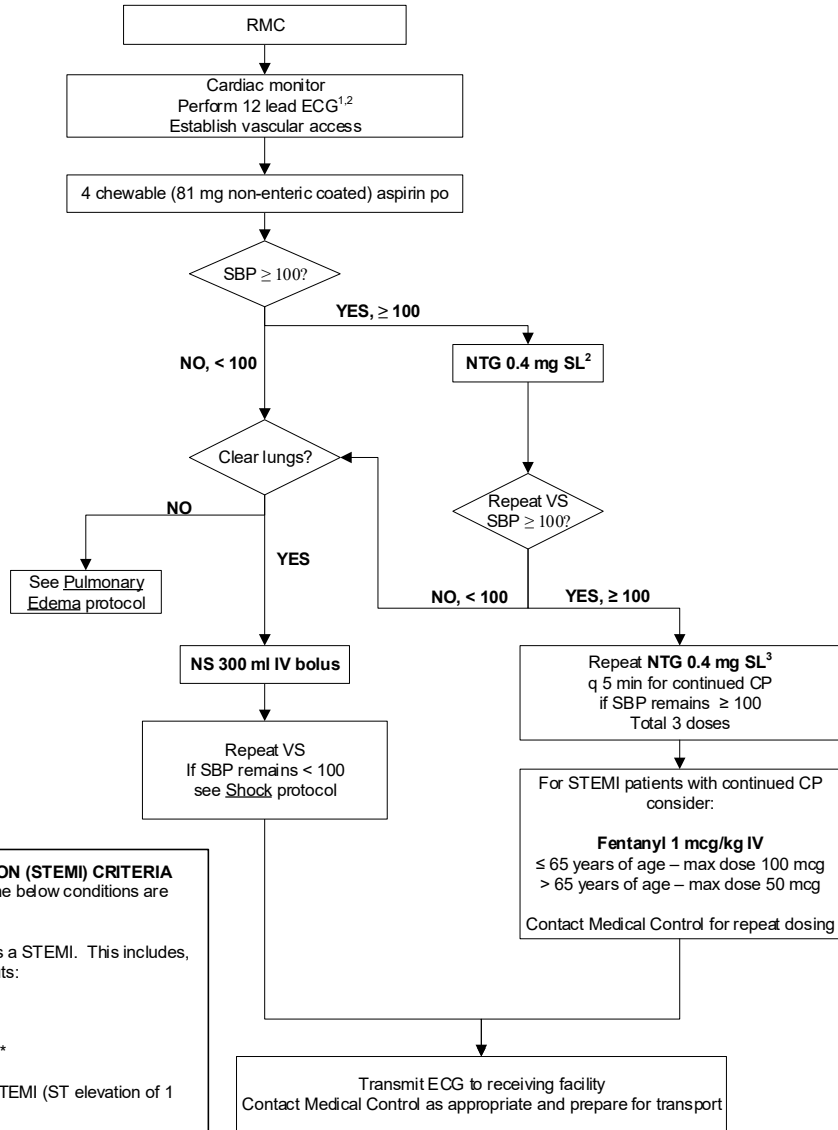 RMC
Cardiac monitor
Perform 12 lead ECG1,2
Establish vascular access
4 chewable (81 mg non-enteric coated) aspirin po
SBP ≥ 100?
YES, ≥ 100
NO, < 100
NTG 0.4 mg SL2
Clear lungs?
Repeat VS
SBP ≥ 100?
NO
YES
NO, < 100
YES, ≥ 100
See Pulmonary
Edema protocol
NS 300 ml IV bolus
Repeat NTG 0.4 mg SL3
q 5 min for continued CP
if SBP remains ≥ 100
Total 3 doses
Repeat VS
If SBP remains < 100
see Shock protocol
For STEMI patients with continued CP
consider:
Fentanyl 1 mcg/kg IV
≤ 65 years of age – max dose 100 mcg
> 65 years of age – max dose 50 mcg
Contact Medical Control for repeat dosing
ON (STEMI) CRITERIA
ne below conditions are
s a STEMI. This includes,
ts:
*
TEMI (ST elevation of 1
Transmit ECG to receiving facility
Contact Medical Control as appropriate and prepare for transport